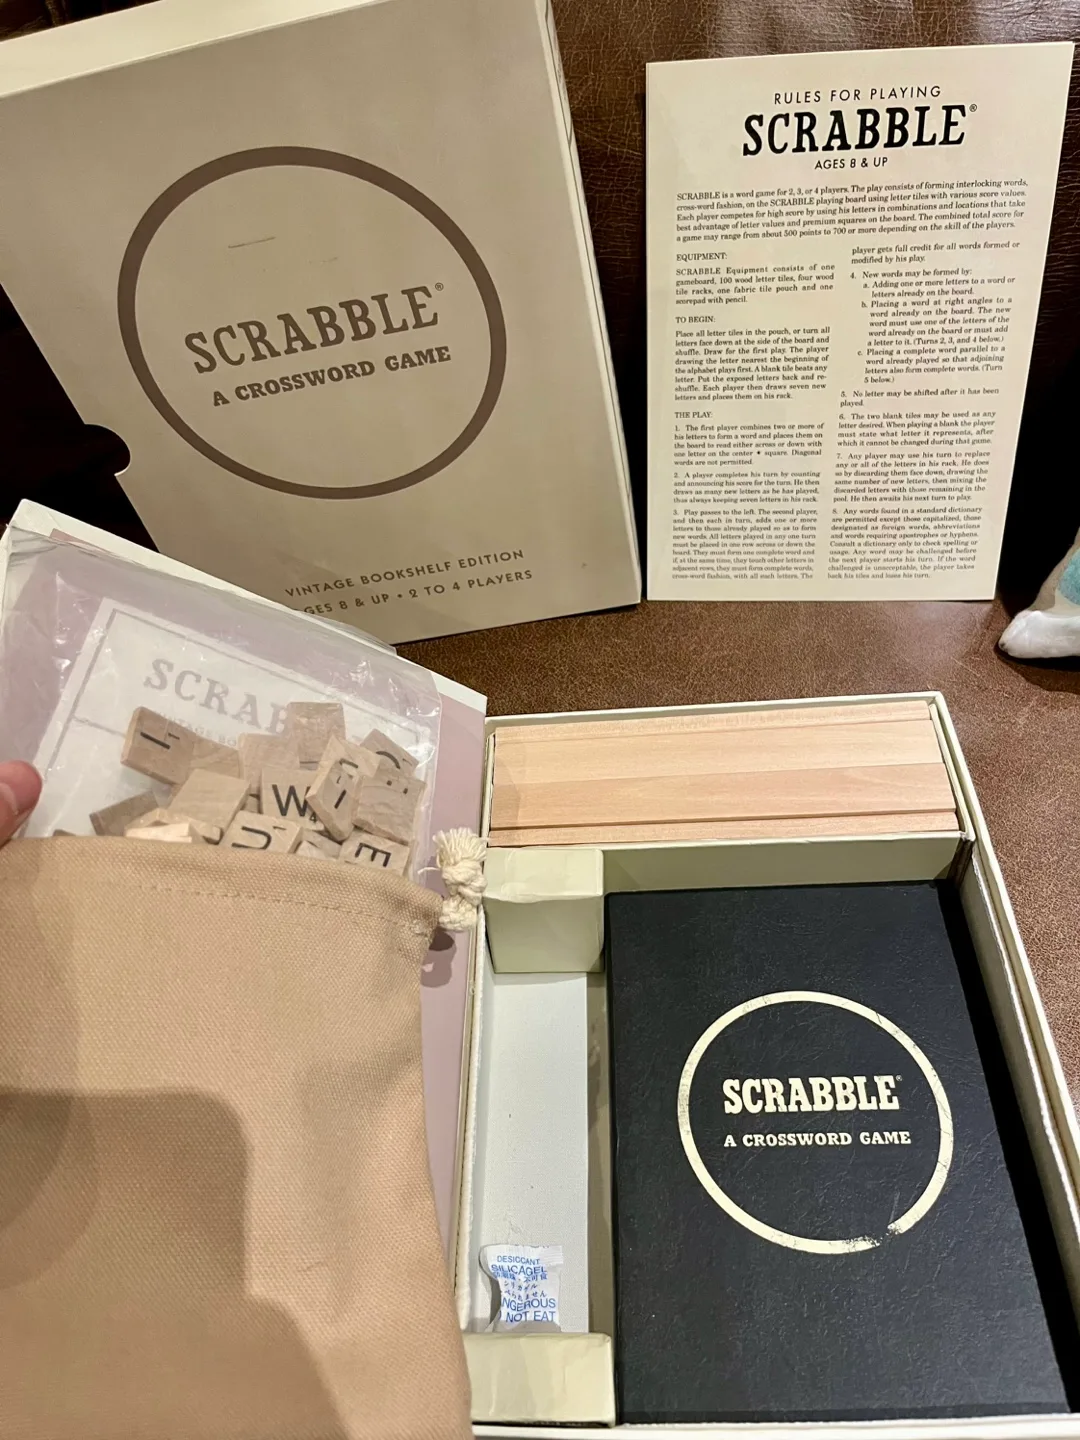 SCRABBLE®
A CROSSWORD GAME
VINTAGE BOOKSHELF EDITION
AGES 8 & UP • 2 TO 4 PLAYERS
RULES FOR PLAYING
SCRABBLE®
AGES 8 & UP
SCRABBLE is a word game for 2, 3, or 4 players. The play consists of forming interlocking words,
cross-word fashion, on the SCRABBLE playing board using letter tiles with various score values.
Each player competes for high score by using his letters in combinations and locations that take
best advantage of letter values and premium squares on the board. The combined total score for
a game may range from about 500 points to 700 or more depending on the skill of the players.
EQUIPMENT:
SCRABBLE Equipment consists of one
gameboard, 100 wood letter tiles, four wood
tile racks, one fabric tile pouch and one
scorepad with pencil.
TO BEGIN:
Place all letter tiles in the pouch, or turn all
letters face down at the side of the board and
shuffle. Draw for the first play. The player
drawing the letter nearest the beginning of
the alphabet plays first. A blank tile beats any
letter. Put the exposed letters back and re-
shuffle. Each player then draws seven new
letters and places them on his rack.
THE PLAY:
1. The first player combines two or more of
his letters to form a word and places them on
the board to read either across or down with
one letter on the center ★ square. Diagonal
words are not permitted.
2. A player completes his turn by counting
and announcing his score for the turn. He then
draws as many new letters as he has played,
thus always keeping seven letters in his rack.
3. Play passes to the left. The second player,
and then each in turn, adds one or more
letters to those already played so as to form
new words. All letters played in any one turn
must be placed in one row across or down the
board. They must form one complete word and
if, at the same time, they touch other letters in
adjacent rows, they must form complete words,
cross-word fashion, with all such letters. The
player gets full credit for all words formed or
modified by his play.
4. New words may be formed by:
a. Adding one or more letters to a word or
letters already on the board.
b. Placing a word at right angles to a
word already on the board. The new
word must use one of the letters of the
word already on the board or must add
a letter to it. (Turns 2, 3, and 4 below.)
c. Placing a complete word parallel to a
word already played so that adjoining
letters also form complete words. (Turn
5 below.)
5. No letter may be shifted after it has been
played.
6. The two blank tiles may be used as any
letter desired. When playing a blank the player
must state what letter it represents, after
which it cannot be changed during that game.
7. Any player may use his turn to replace
any or all of the letters in his rack. He does
so by discarding them face down, drawing the
same number of new letters, then mixing the
discarded letters with those remaining in the
pool. He then awaits his next turn to play.
8. Any words found in a standard dictionary
are permitted except those capitalized, those
designated as foreign words, abbreviations
and words requiring apostrophes or hyphens.
Consult a dictionary only to check spelling or
usage. Any word may be challenged before
the next player starts his turn. If the word
challenged is unacceptable, the player takes
back his tiles and loses his turn.
SCRAB
I1
W4
E
SCRABBLE®
A CROSSWORD GAME
DESICCANT
SILICAGEL
NGEROUS
NOT EAT